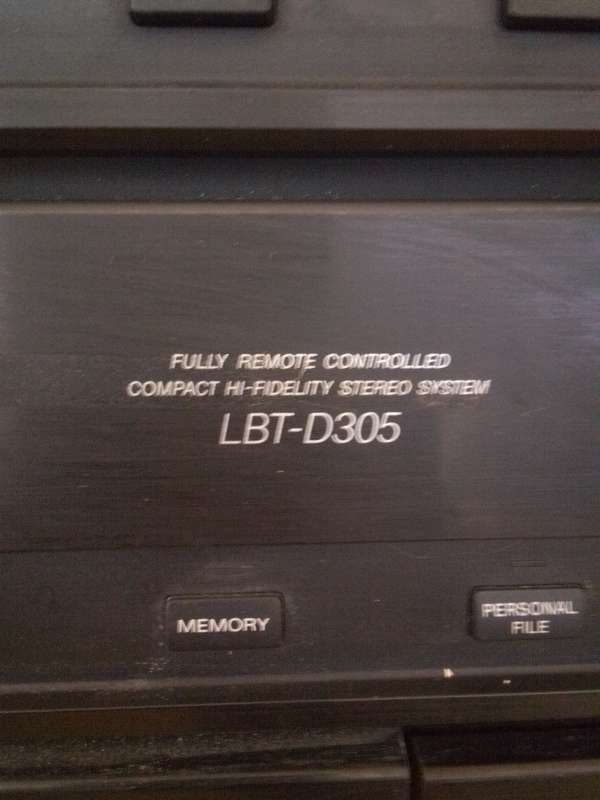 FULLY REMOTE CONTROLLED
COMPACT HI-FIDELITY STEREO SYSTEM
LBT-D305
MEMORY
PERSONAL
FILE